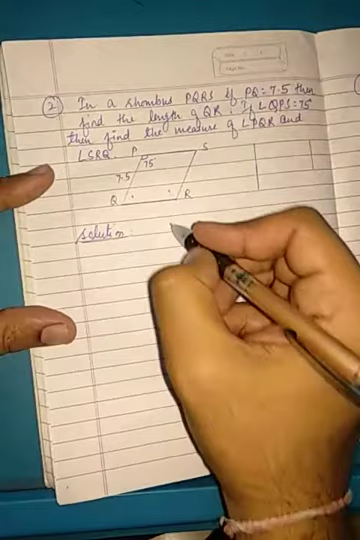 ② In a rhombus PQRS if PQ = 7.5 then
find the length of QR. If ∠QPS = 75°
then find the measure of ∠PQR and
∠SRQ.
P S
75
7.5
Q R
Solution